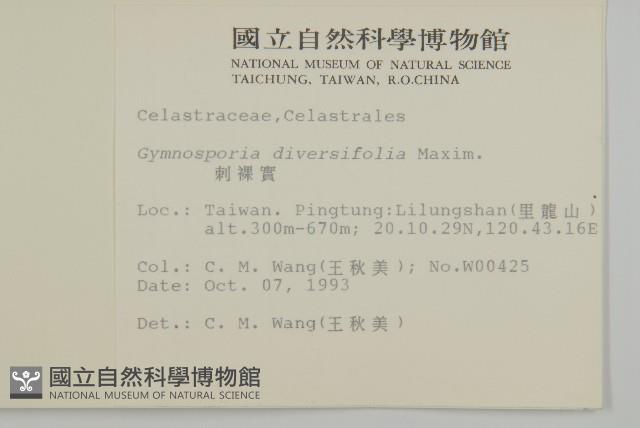 國立自然科學博物館
NATIONAL MUSEUM OF NATURAL SCIENCE
TAICHUNG, TAIWAN, R.O.CHINA
Celastraceae,Celastrales
Gymnosporia diversifolia Maxim.
刺裸實
Loc.: Taiwan. Pingtung:Lilungshan(里龍山)
alt.300m-670m; 20.10.29N,120.43.16E
Col.: C. M. Wang(王秋美); No.W00425
Date: Oct. 07, 1993
Det.: C. M. Wang(王秋美)
國立自然科學博物館
NATIONAL MUSEUM OF NATURAL SCIENCE